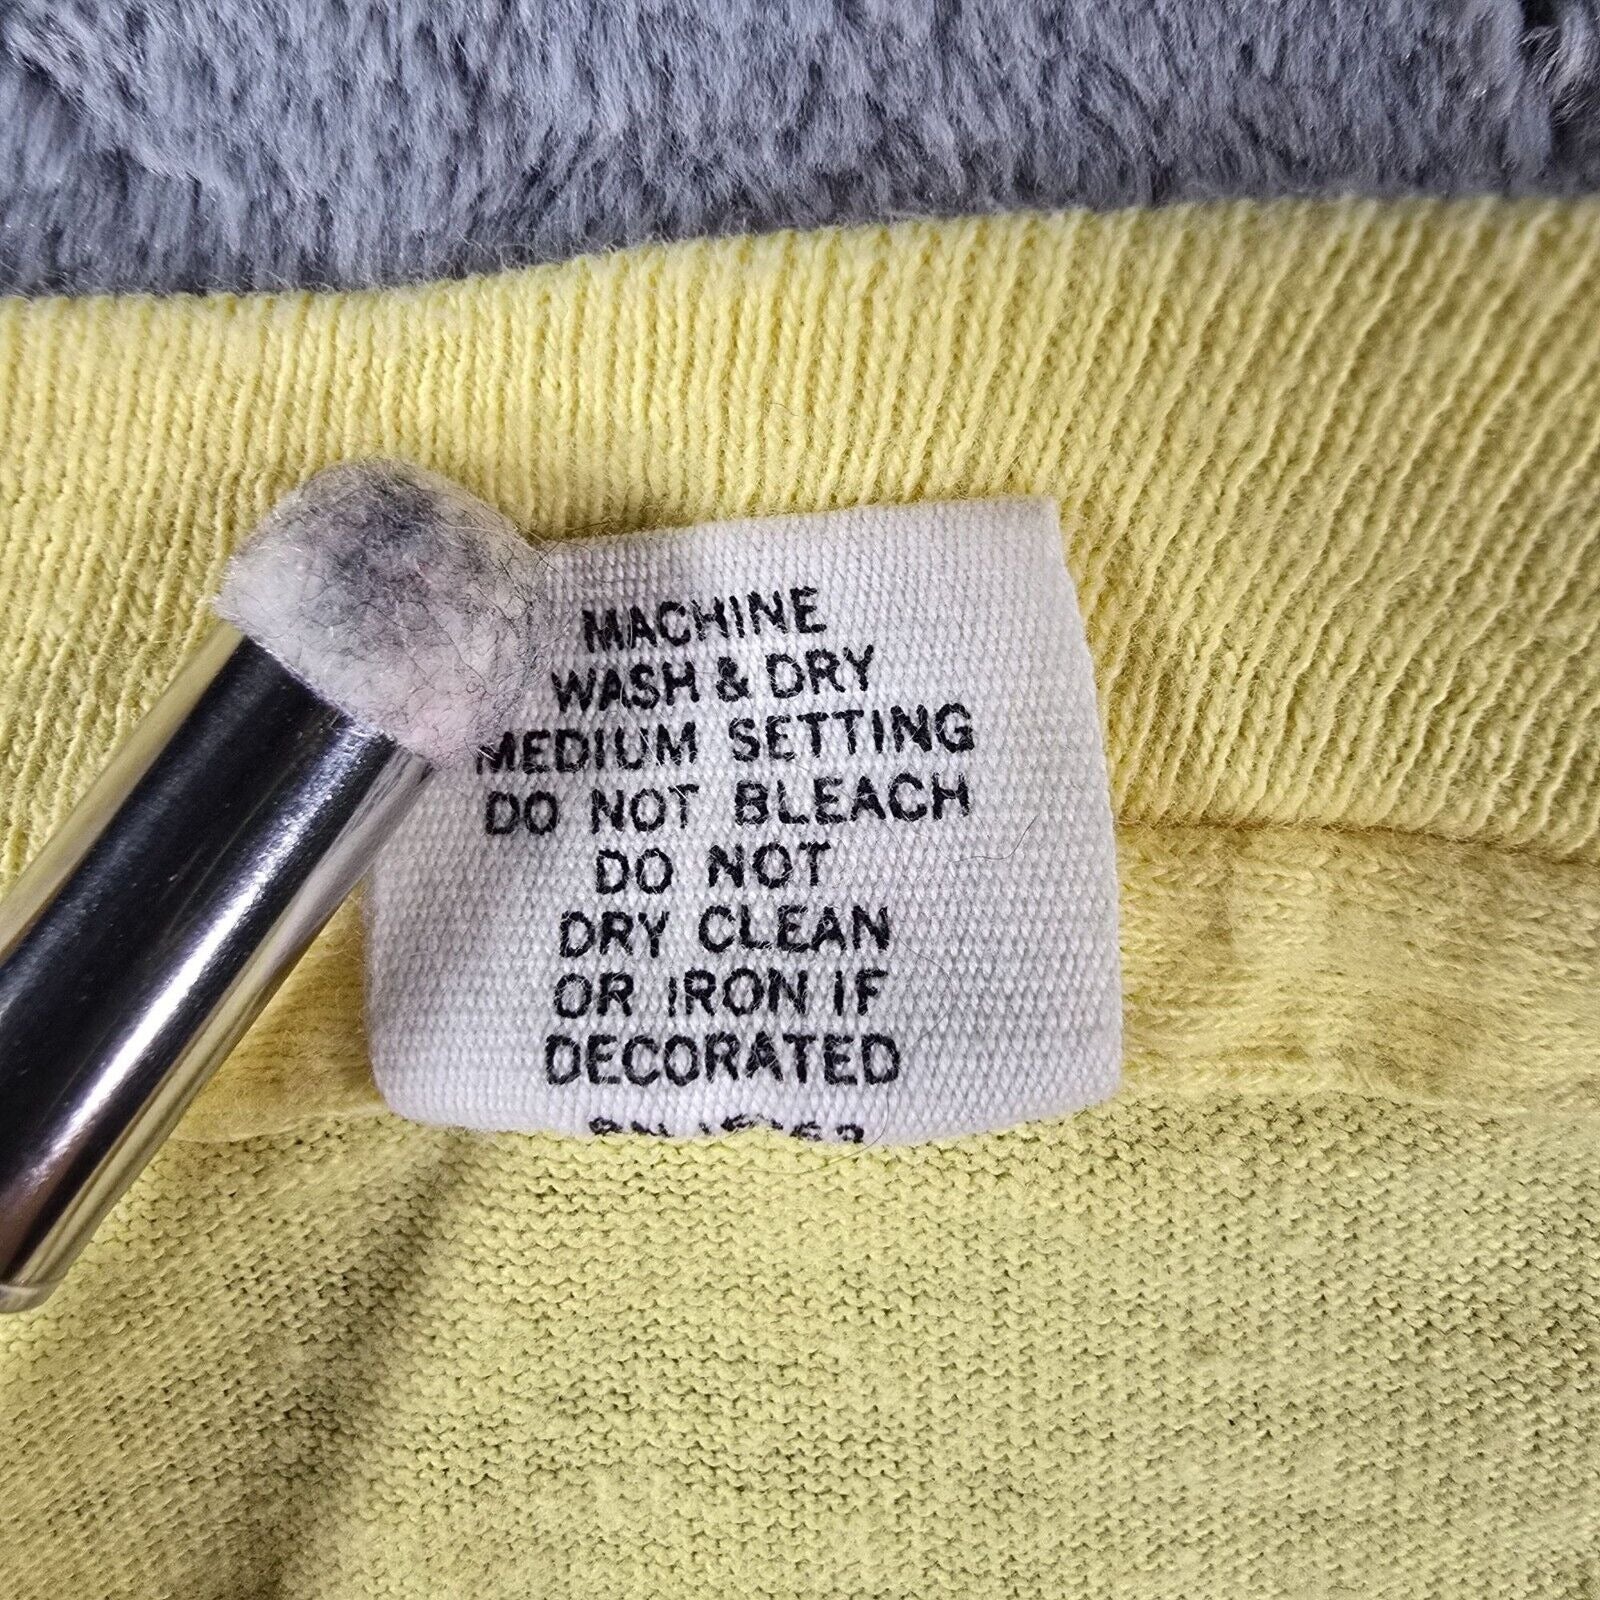 MACHINE
WASH & DRY
MEDIUM SETTING
DO NOT BLEACH
DO NOT
DRY CLEAN
OR IRON IF
DECORATED